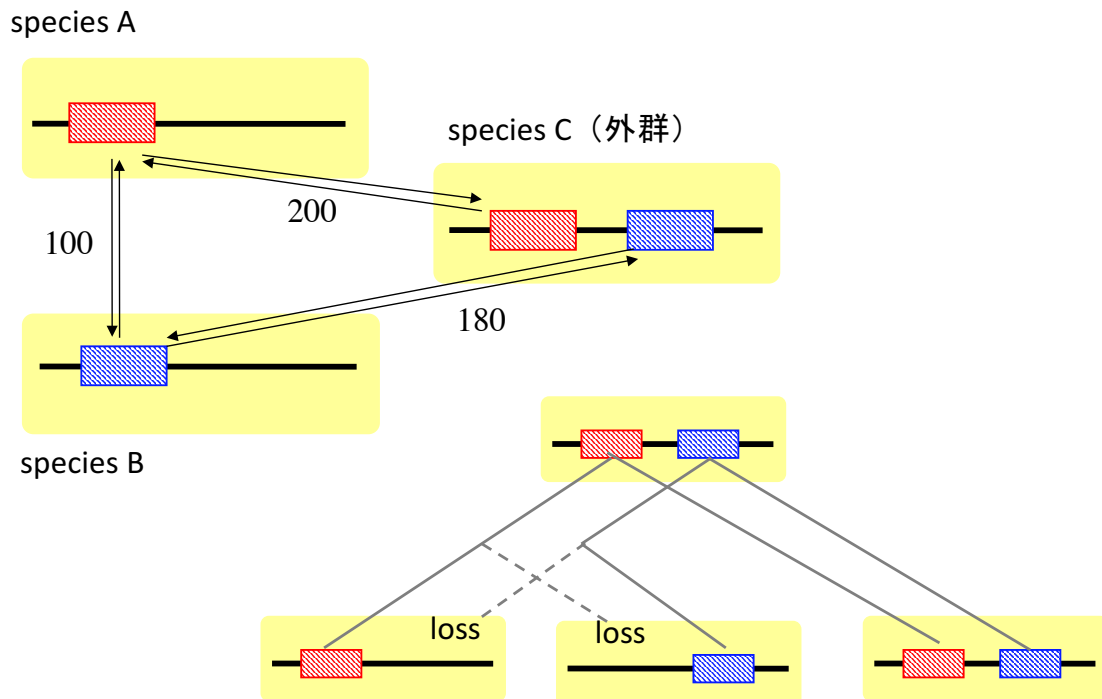 species A
species C（外群）
200
100
180
species B
loss
loss